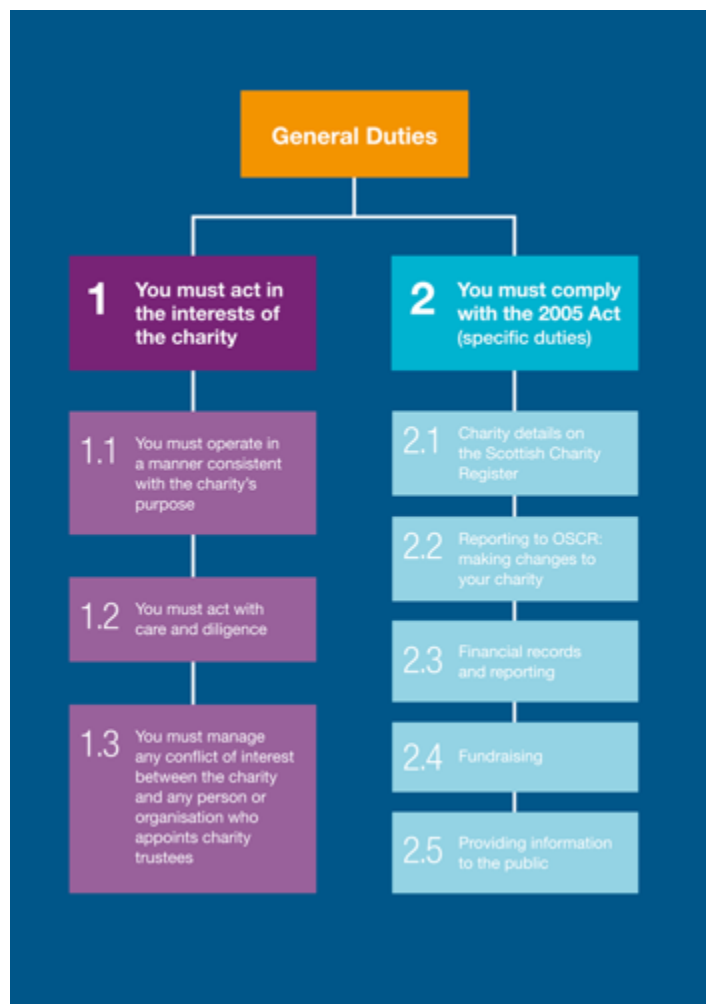 General Duties
1
You must act in
the interests of
the charity
1.1
You must operate in
a manner consistent
with the charity's
purpose
1.2
You must act with
care and diligence
1.3
You must manage
any conflict of interest
between the charity
and any person or
organisation who
appoints charity
trustees
2
You must comply
with the 2005 Act
(specific duties)
2.1
Charity details on
the Scottish Charity
Register
2.2
Reporting to OSCR:
making changes to
your charity
2.3
Financial records
and reporting
2.4
Fundraising
2.5
Providing information
to the public